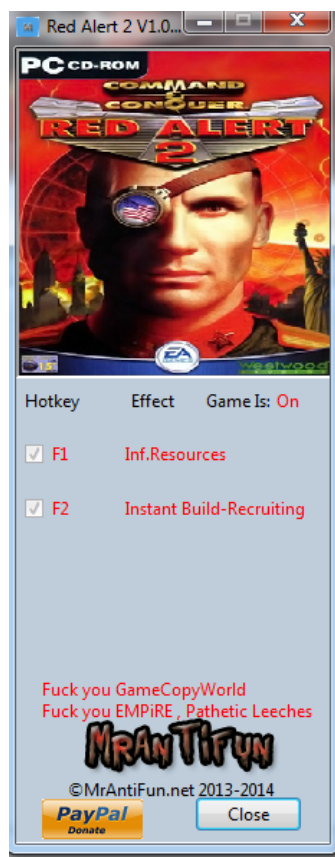 Red Alert 2 V1.0...
PC CD-ROM
COMMAND
&
CONQUER
RED ALERT
2
15
EA GAMES
Westwood
Hotkey Effect Game Is: On
F1 Inf.Resources
F2 Instant Build-Recruiting
Fuck you GameCopyWorld
Fuck you EMPiRE , Pathetic Leeches
MrAnTiFun
©MrAntiFun.net 2013-2014
PayPal
Donate
Close